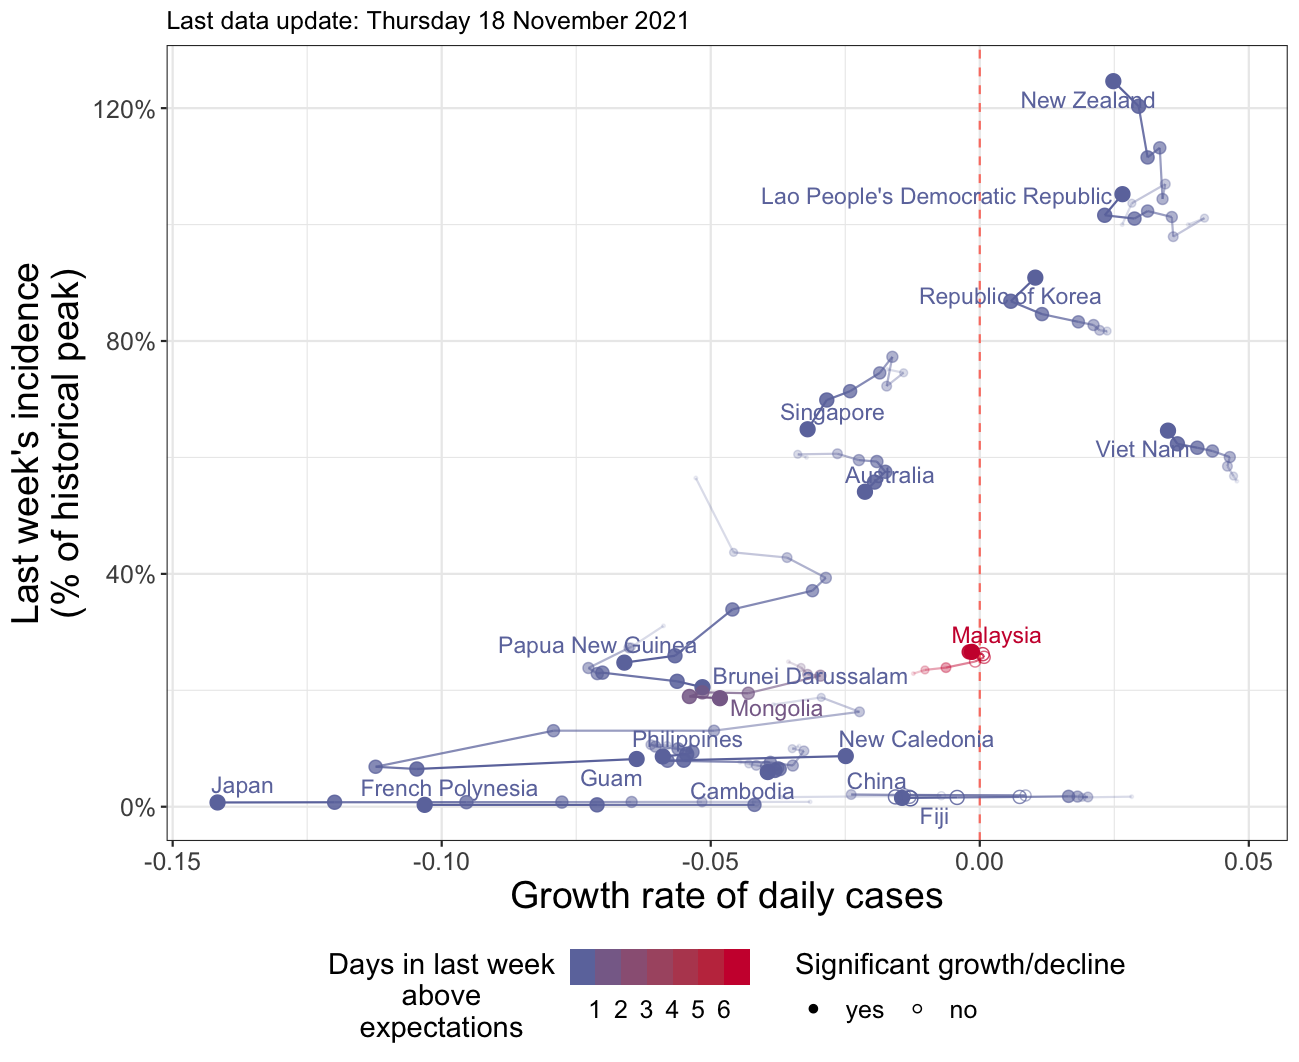 Last data update: Thursday 18 November 2021
Last week's incidence
(% of historical peak)
120%
80%
40%
0%
New Zealand
Lao People's Democratic Republic
Republic of Korea
Singapore
Viet Nam
Australia
Malaysia
Papua New Guinea
Brunei Darussalam
Mongolia
Philippines
New Caledonia
Guam
China
Japan
French Polynesia
Cambodia
Fiji
-0.15
-0.10
-0.05
0.00
0.05
Growth rate of daily cases
Days in last week
above
expectations
1 2 3 4 5 6
Significant growth/decline
yes
no